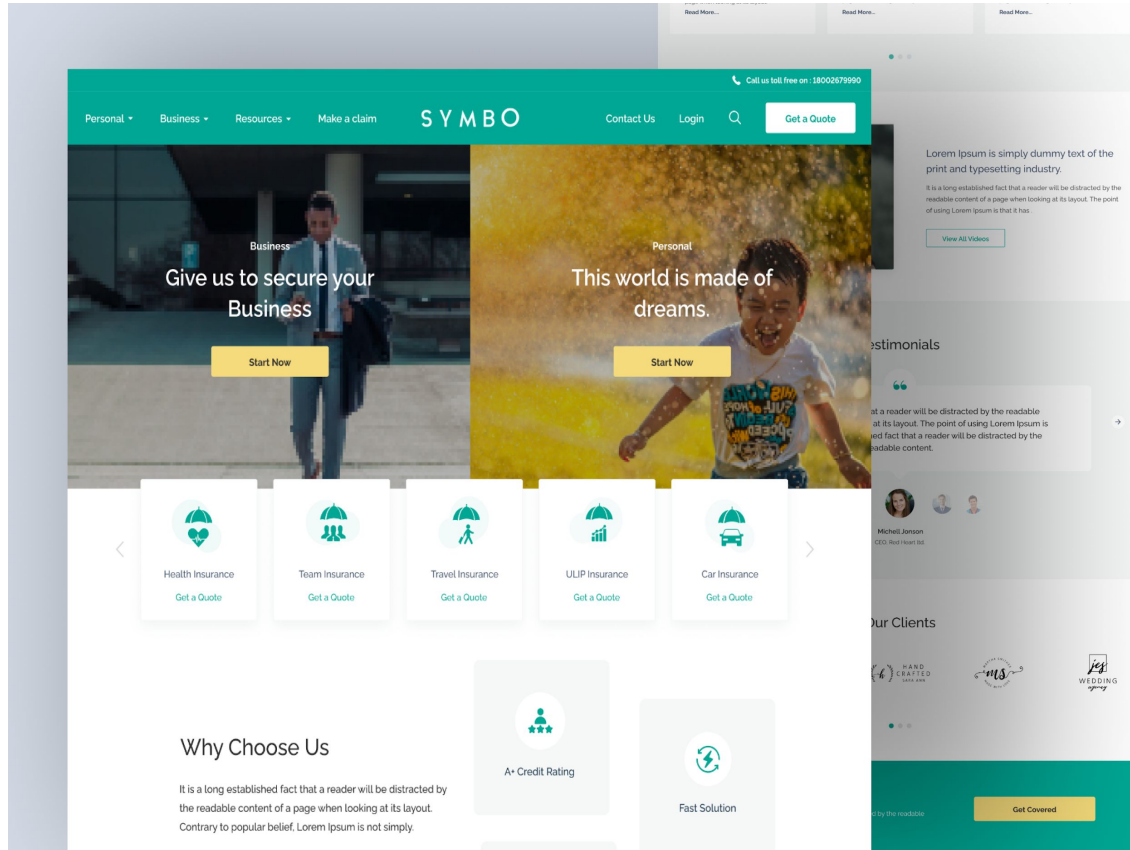 Call us toll free on : 18002679990
Personal
Business
Resources
Make a claim
SYMBO
Contact Us
Login
Get a Quote
Business
Give us to secure your
Business
Start Now
Personal
This world is made of
dreams.
Start Now
Health Insurance
Get a Quote
Team Insurance
Get a Quote
Travel Insurance
Get a Quote
ULIP Insurance
Get a Quote
Car Insurance
Get a Quote
Why Choose Us
It is a long established fact that a reader will be distracted by
the readable content of a page when looking at its layout.
Contrary to popular belief, Lorem Ipsum is not simply.
A+ Credit Rating
Fast Solution
Read More...
Read More...
Read More...
Lorem Ipsum is simply dummy text of the
print and typesetting industry.
It is a long established fact that a reader will be distracted by the
readable content of a page when looking at its layout. The point
of using Lorem Ipsum is that it has
View All Videos
estimonials
at a reader will be distracted by the readable
at its layout. The point of using Lorem Ipsum is
hed fact that a reader will be distracted by the
eadable content.
Michell Jonson
CEO, Red Heart ltd.
Our Clients
h
HAND
CRAFTED
ms
jes
WEDDING
agency
d by the readable
Get Covered